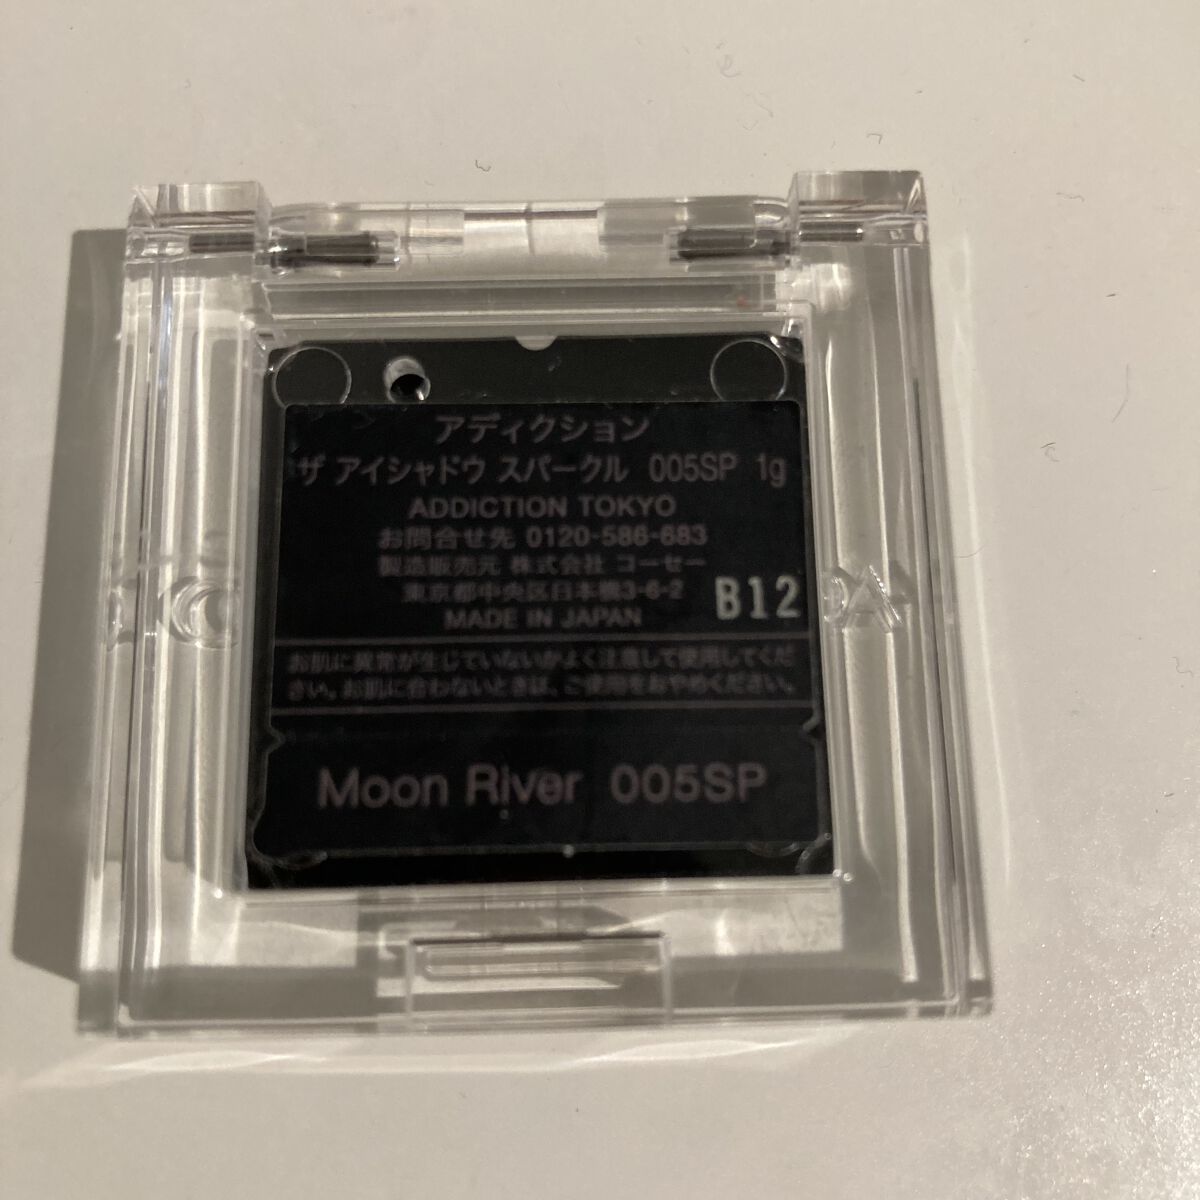 アディクション
ザ アイシャドウ スパークル 005SP 1g
ADDICTION TOKYO
お問合せ先 0120-586-683
製造販売元 株式会社 コーセー
東京都中央区日本橋3-6-2
MADE IN JAPAN
B12
お肌に異常が生じていないかよく注意して使用してくだ
さい。お肌に合わないときは、ご使用をおやめください。
Moon River 005SP